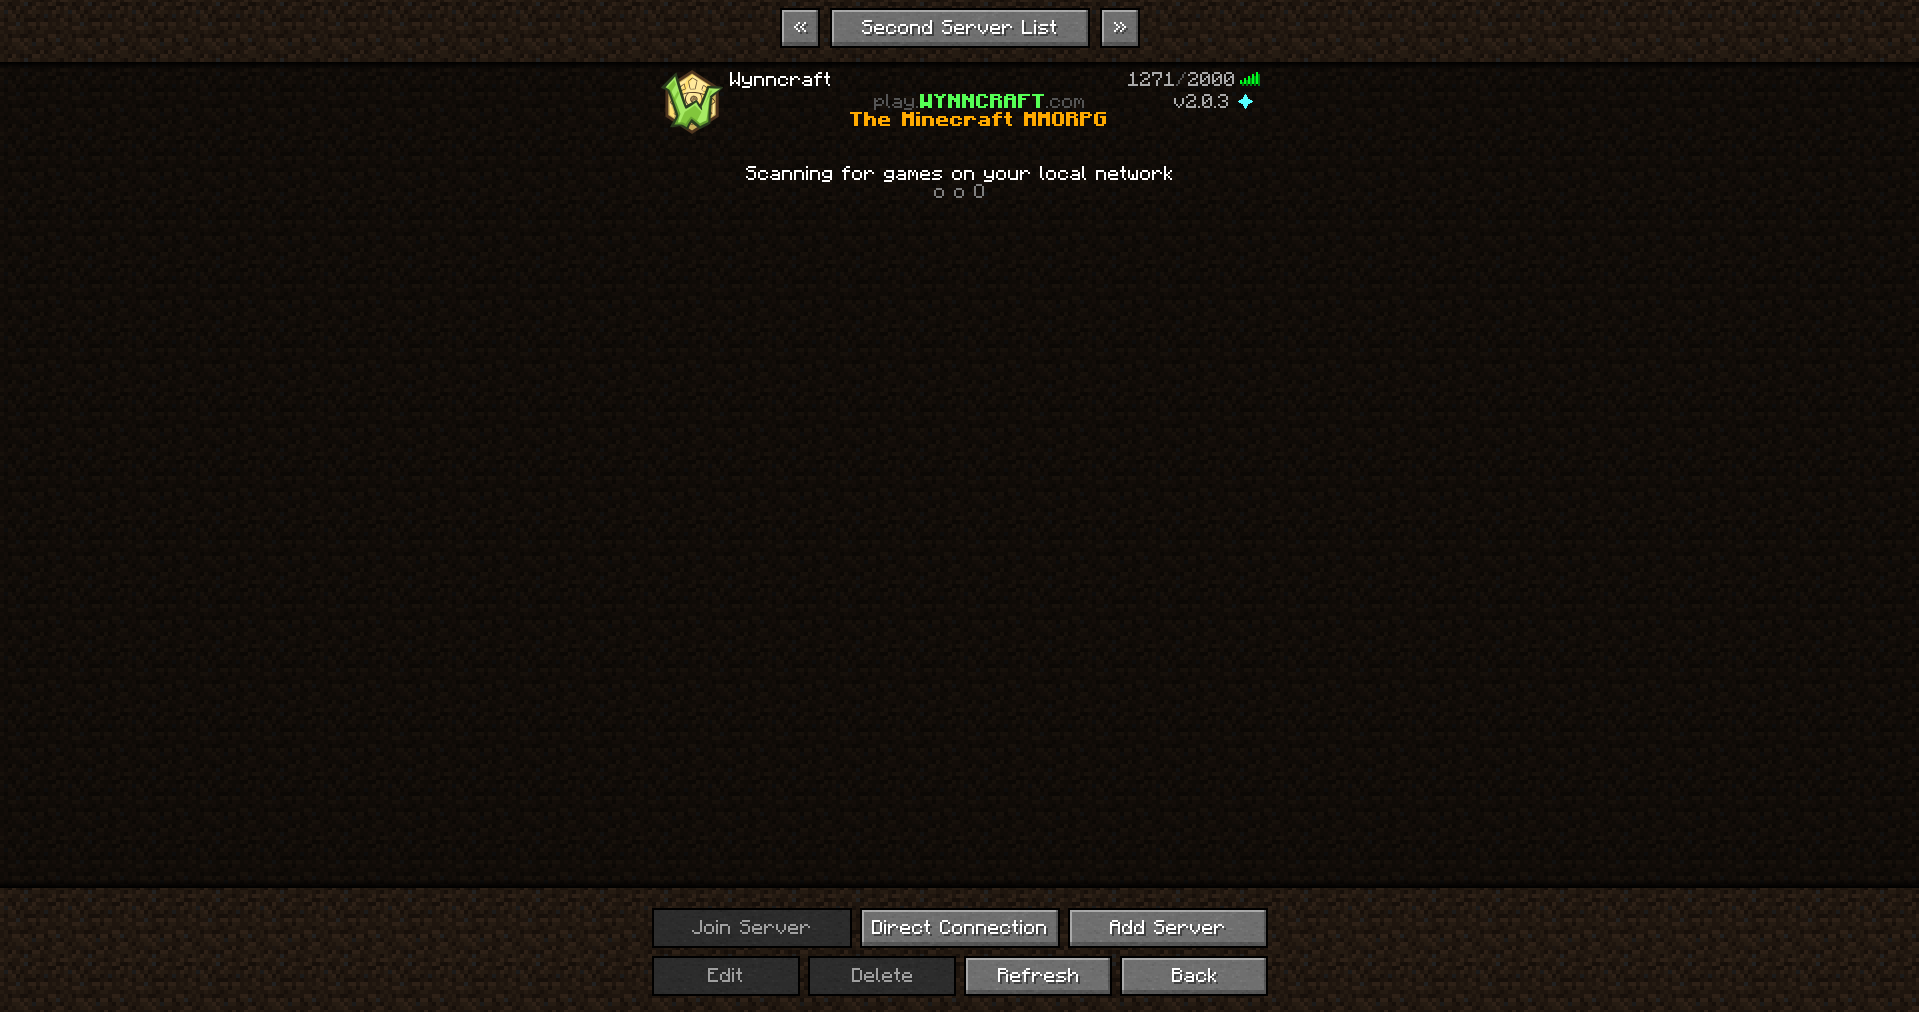 « Second Server List »
Wynncraft 1271/2000
play.WYNNCRAFT.com v2.0.3
The Minecraft MMORPG
Scanning for games on your local network
o o O
Join Server Direct Connection Add Server
Edit Delete Refresh Back